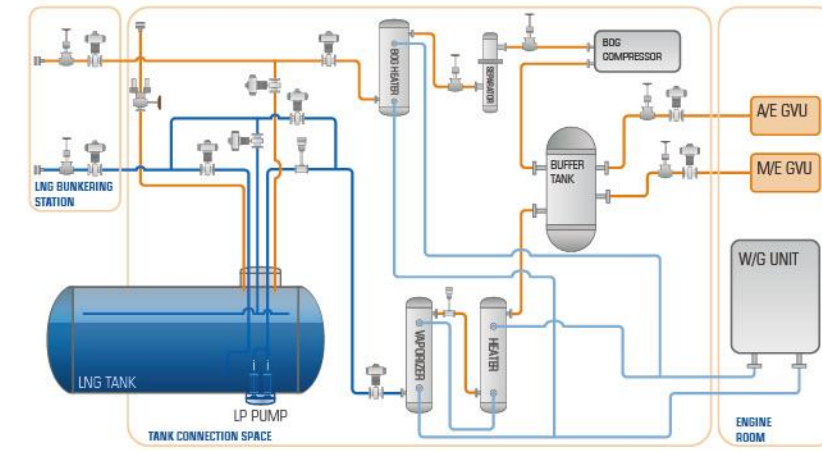 BOG HEATER
SEPARATOR
BOG
COMPRESSOR
A/E GVU
M/E GVU
BUFFER
TANK
LNG BUNKERING
STATION
W/G UNIT
VAPORIZER
HEATER
LNG TANK
LP PUMP
TANK CONNECTION SPACE
ENGINE
ROOM